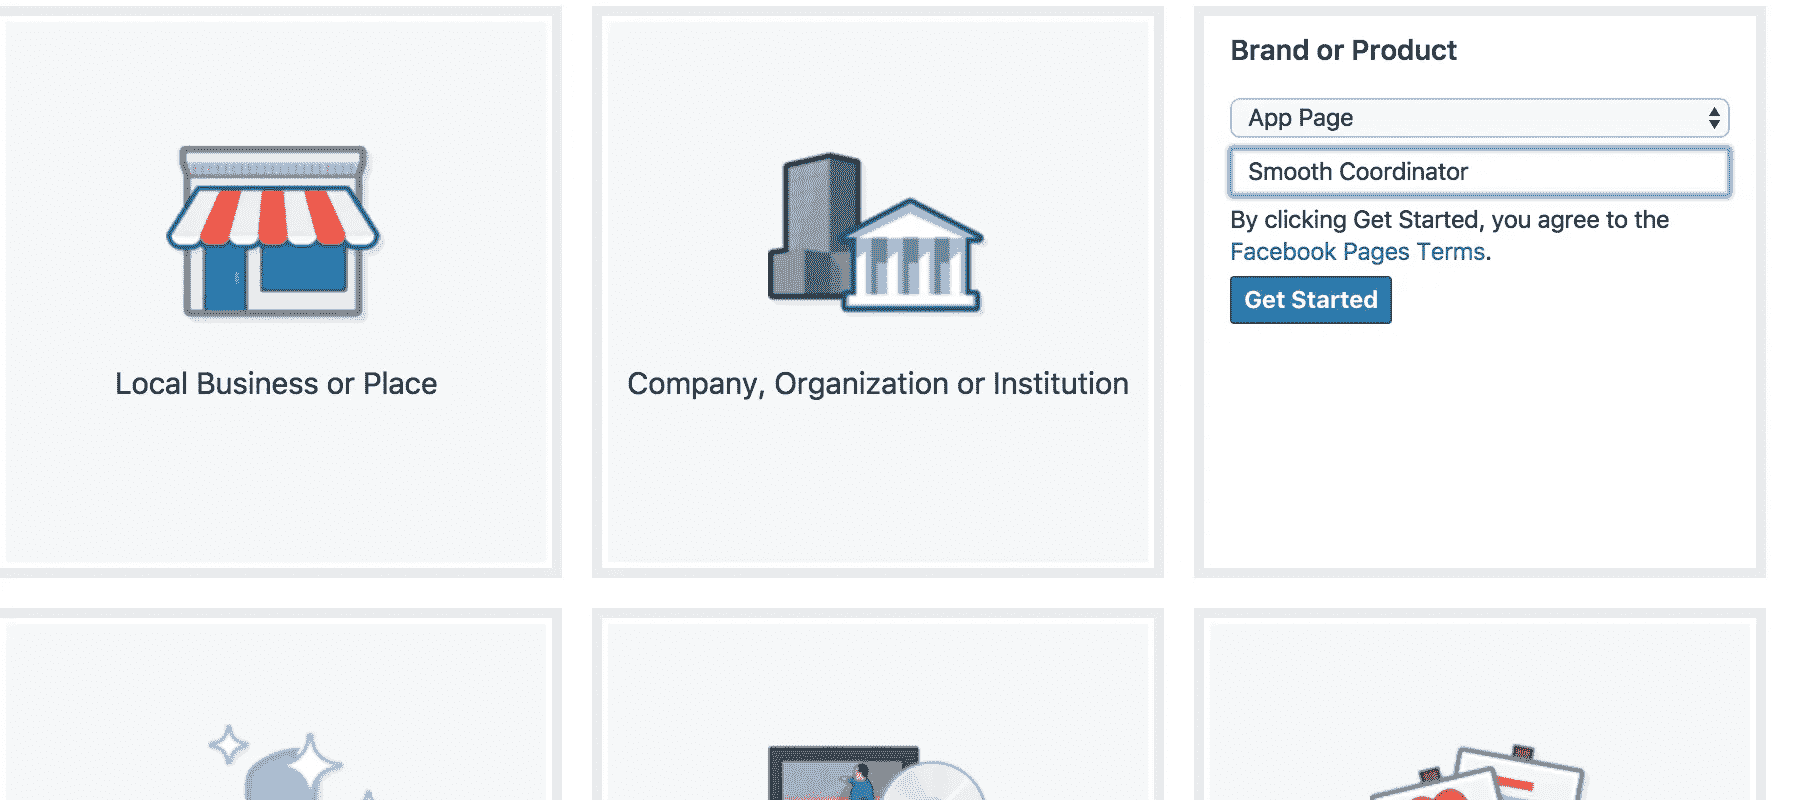 Brand or Product
App Page
Smooth Coordinator
By clicking Get Started, you agree to the
Facebook Pages Terms.
Get Started
Local Business or Place
Company, Organization or Institution